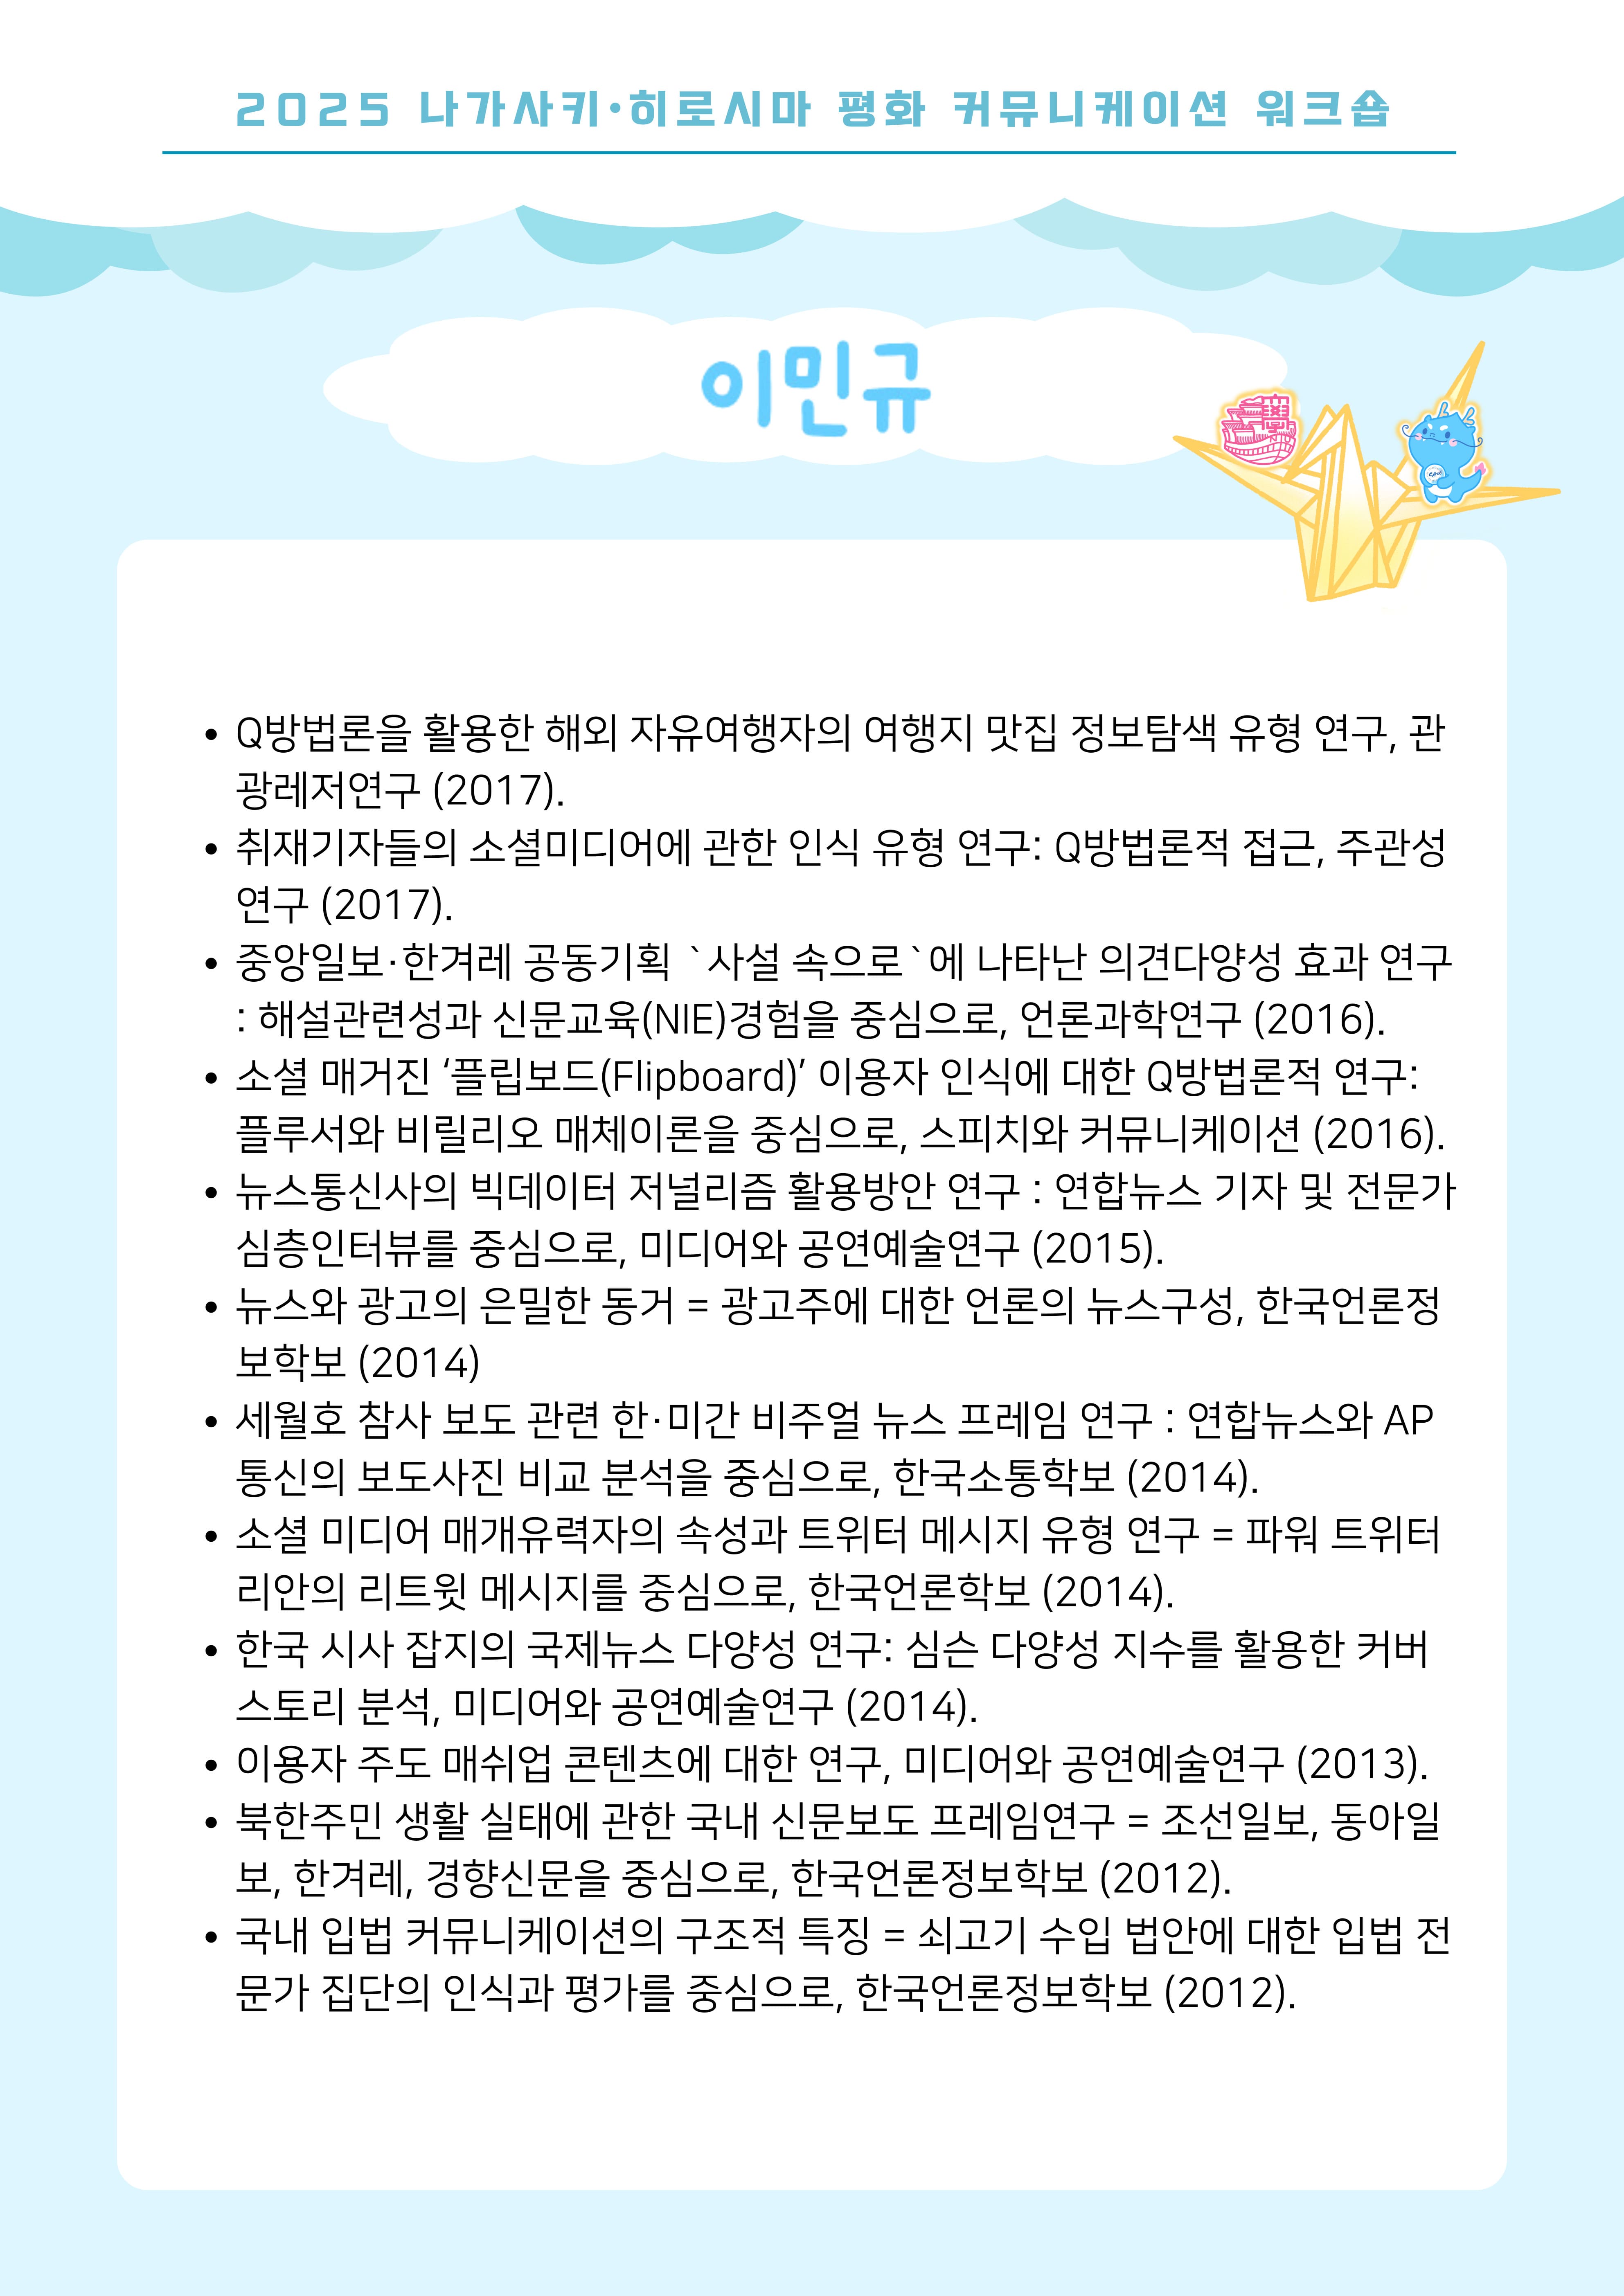 2025 나가사키·히로시마 평화 커뮤니케이션 워크숍
이민규
• Q방법론을 활용한 해외 자유여행자의 여행지 맛집 정보탐색 유형 연구, 관
광레저연구 (2017).
• 취재기자들의 소셜미디어에 관한 인식 유형 연구: Q방법론적 접근, 주관성
연구 (2017).
• 중앙일보·한겨레 공동기획 `사설 속으로`에 나타난 의견다양성 효과 연구
: 해설관련성과 신문교육(NIE)경험을 중심으로, 언론과학연구 (2016).
• 소셜 매거진 ‘플립보드(Flipboard)’ 이용자 인식에 대한 Q방법론적 연구:
플루서와 비릴리오 매체이론을 중심으로, 스피치와 커뮤니케이션 (2016).
• 뉴스통신사의 빅데이터 저널리즘 활용방안 연구 : 연합뉴스 기자 및 전문가
심층인터뷰를 중심으로, 미디어와 공연예술연구 (2015).
• 뉴스와 광고의 은밀한 동거 = 광고주에 대한 언론의 뉴스구성, 한국언론정
보학보 (2014)
• 세월호 참사 보도 관련 한·미간 비주얼 뉴스 프레임 연구 : 연합뉴스와 AP
통신의 보도사진 비교 분석을 중심으로, 한국소통학보 (2014).
• 소셜 미디어 매개유력자의 속성과 트위터 메시지 유형 연구 = 파워 트위터
리안의 리트윗 메시지를 중심으로, 한국언론학보 (2014).
• 한국 시사 잡지의 국제뉴스 다양성 연구: 심슨 다양성 지수를 활용한 커버
스토리 분석, 미디어와 공연예술연구 (2014).
• 이용자 주도 매쉬업 콘텐츠에 대한 연구, 미디어와 공연예술연구 (2013).
• 북한주민 생활 실태에 관한 국내 신문보도 프레임연구 = 조선일보, 동아일
보, 한겨레, 경향신문을 중심으로, 한국언론정보학보 (2012).
• 국내 입법 커뮤니케이션의 구조적 특징 = 쇠고기 수입 법안에 대한 입법 전
문가 집단의 인식과 평가를 중심으로, 한국언론정보학보 (2012).